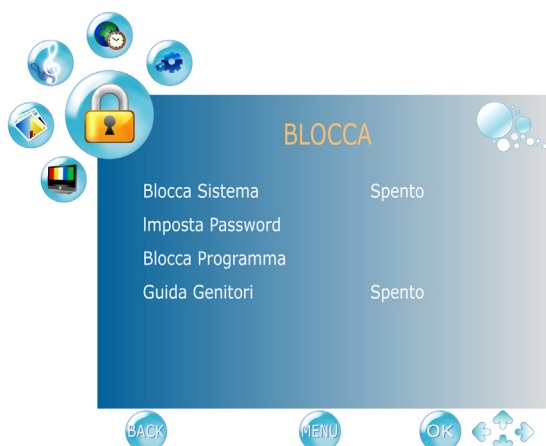 BLOCCA
Blocca Sistema Spento
Imposta Password
Blocca Programma
Guida Genitori Spento
BACK MENU OK